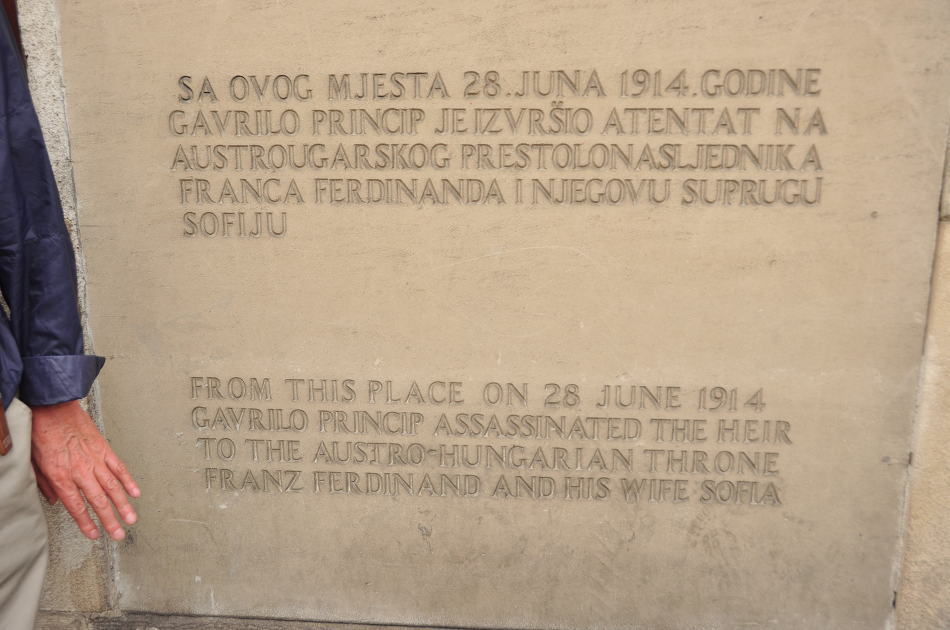 SA OVOG MJESTA 28.JUNA 1914.GODINE
GAVRILO PRINCIP JE IZVRŠIO ATENTAT NA
AUSTROUGARSKOG PRESTOLONASLJEDNIKA
FRANCA FERDINANDA I NJEGOVU SUPRUGU
SOFIJU
FROM THIS PLACE ON 28 JUNE 1914
GAVRILO PRINCIP ASSASSINATED THE HEIR
TO THE AUSTRO-HUNGARIAN THRONE
FRANZ FERDINAND AND HIS WIFE SOFIA